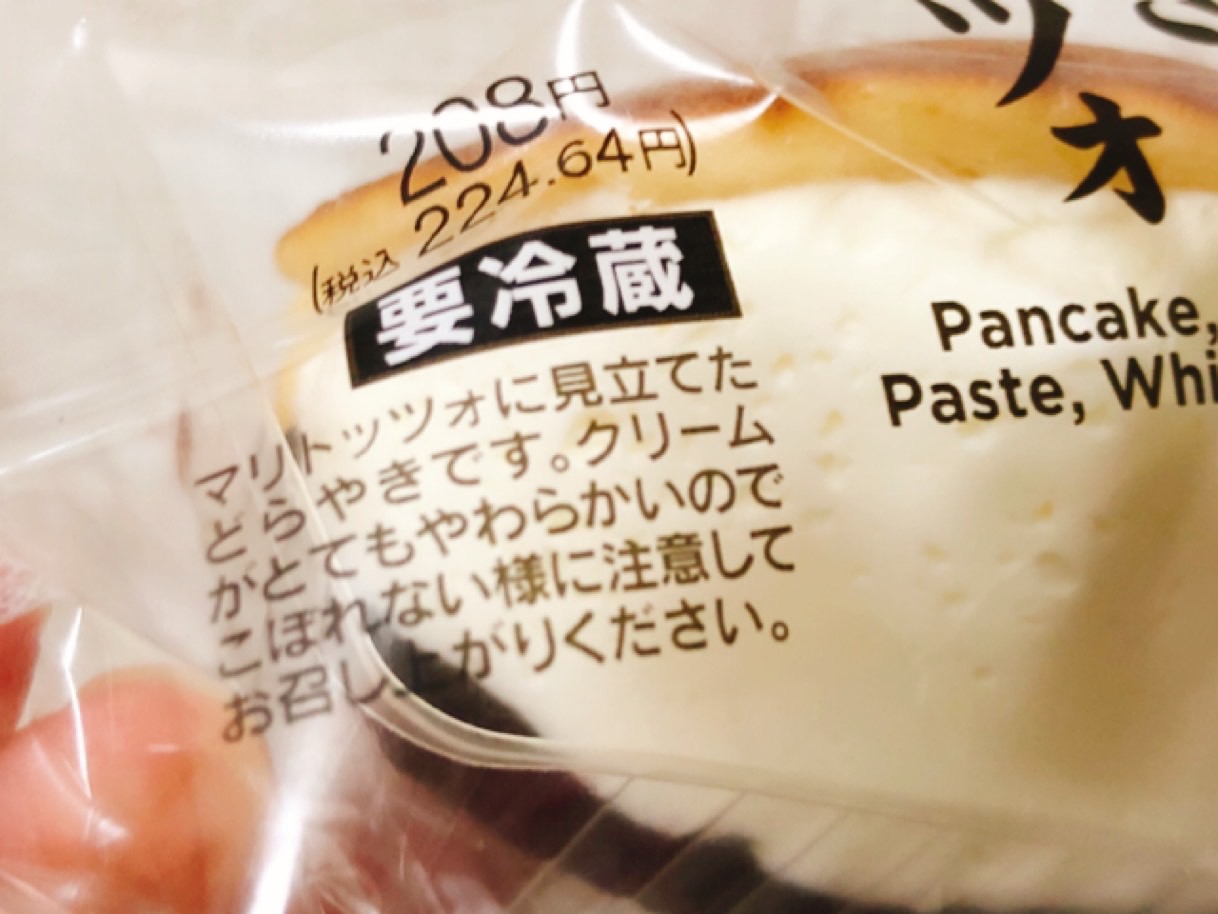 ツォ
208円
(税込 224.64円)
要冷蔵
マリトッツォに見立てた
どらやきです。クリーム
がとてもやわらかいので
こぼれない様に注意して
お召し上がりください。
Pancake,
Paste, Whi